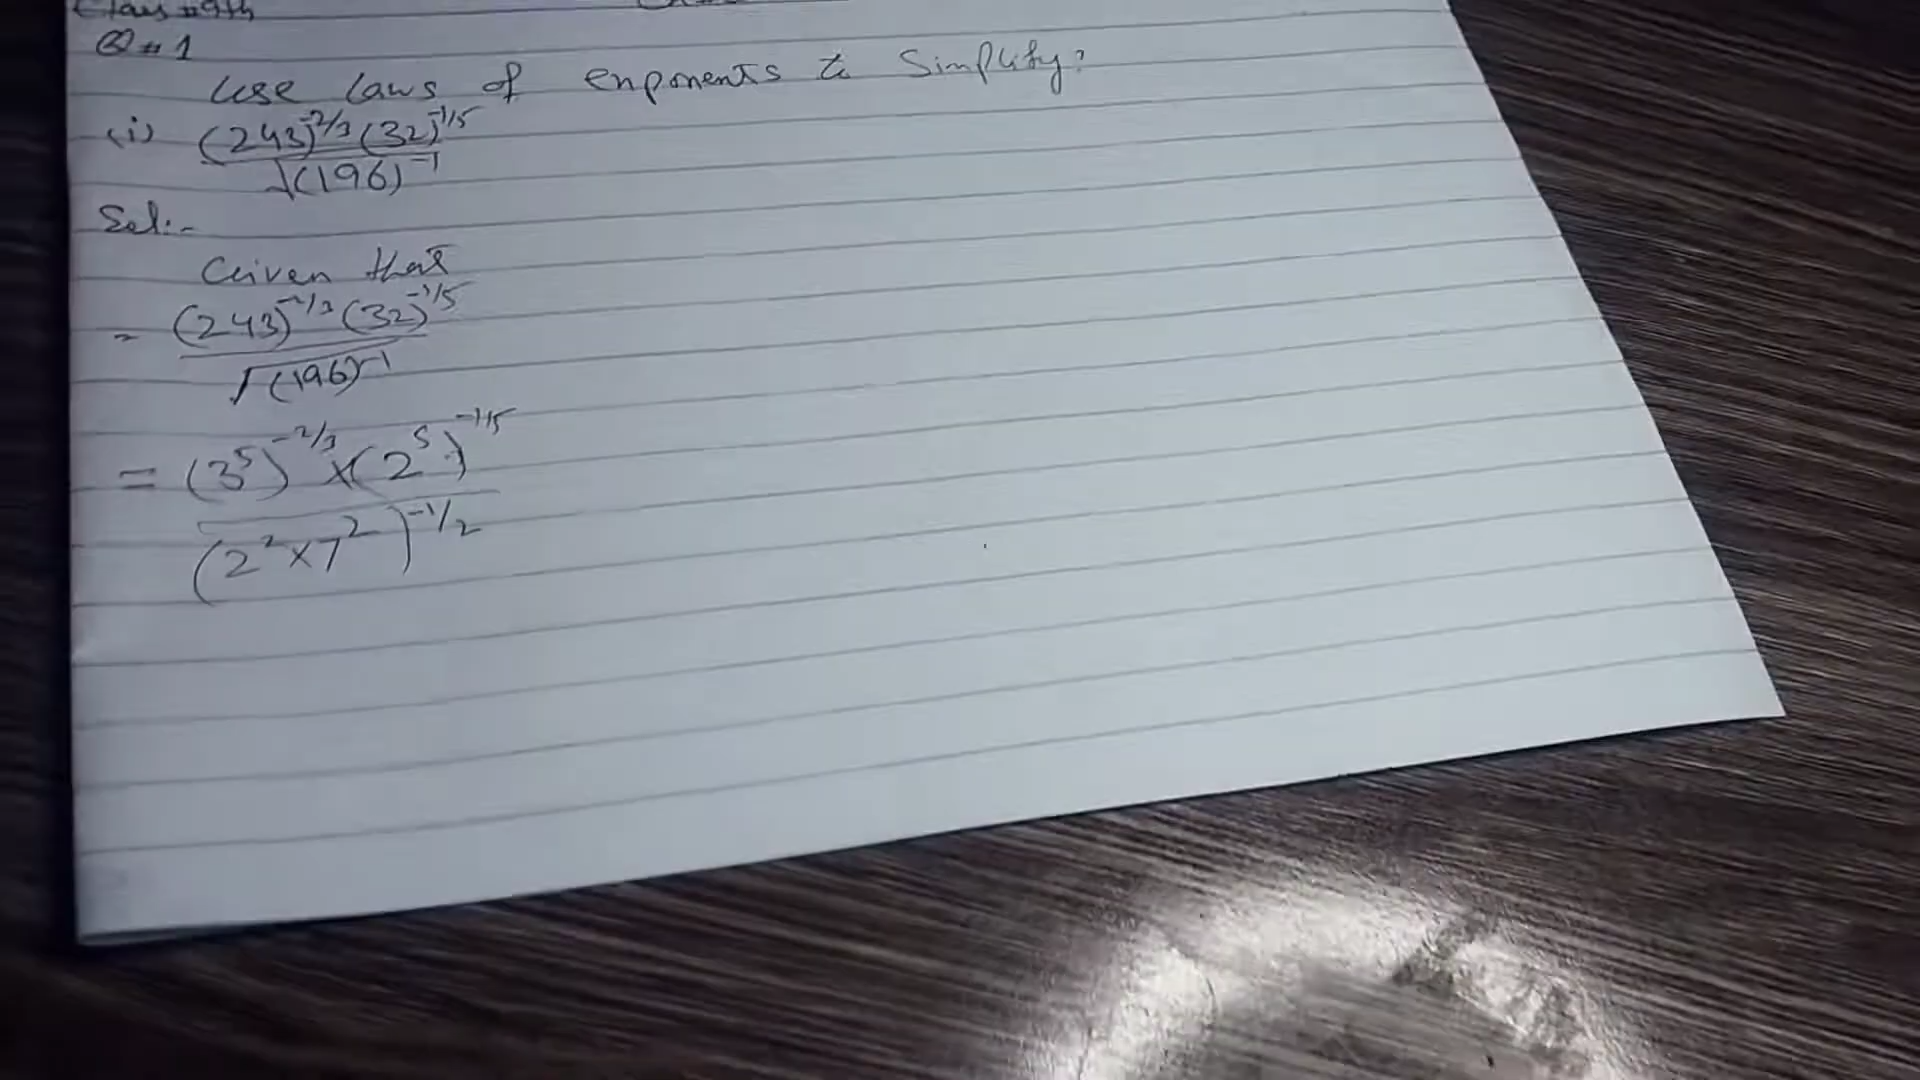 Q#1
Use laws of enponents to Simplify?
(i) (243)^-2/3 (32)^-1/5
√(196)^-1
Sol:-
Given that
= (243)^-2/3 (32)^-1/5
√(196)^-1
= (3^5)^-2/3 × (2^5)^-1/5
(2^2 × 7^2)^-1/2